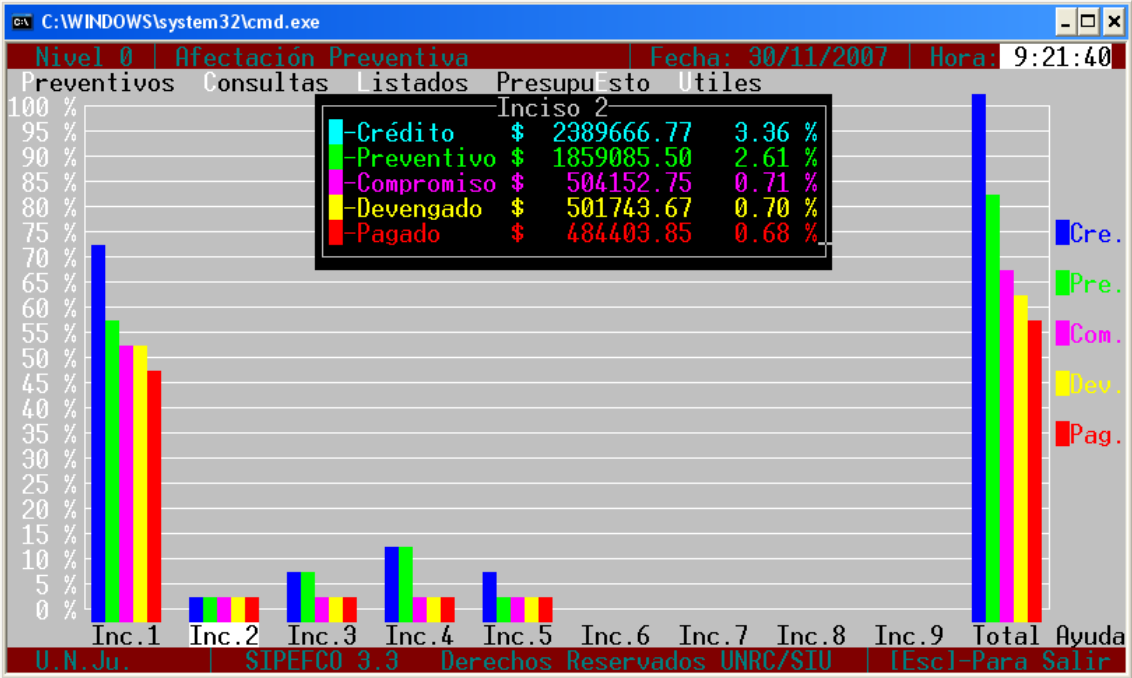 C:\WINDOWS\system32\cmd.exe
Nivel 0 | Afectación Preventiva | Fecha: 30/11/2007 | Hora: 9:21:40
Preventivos Consultas Listados PresupuEsto Utiles
Inciso 2
-Crédito $ 2389666.77 3.36 %
-Preventivo $ 1859085.50 2.61 %
-Compromiso $ 504152.75 0.71 %
-Devengado $ 501743.67 0.70 %
-Pagado $ 484403.85 0.68 %_
100 %
95 %
90 %
85 %
80 %
75 %
70 %
65 %
60 %
55 %
50 %
45 %
40 %
35 %
30 %
25 %
20 %
15 %
10 %
5 %
0 %
Cre.
Pre.
Com.
Dev.
Pag.
Inc.1 Inc.2 Inc.3 Inc.4 Inc.5 Inc.6 Inc.7 Inc.8 Inc.9 Total Ayuda
U.N.Ju. | SIPEFCO 3.3 Derechos Reservados UNRC/SIU | [Esc]-Para Salir